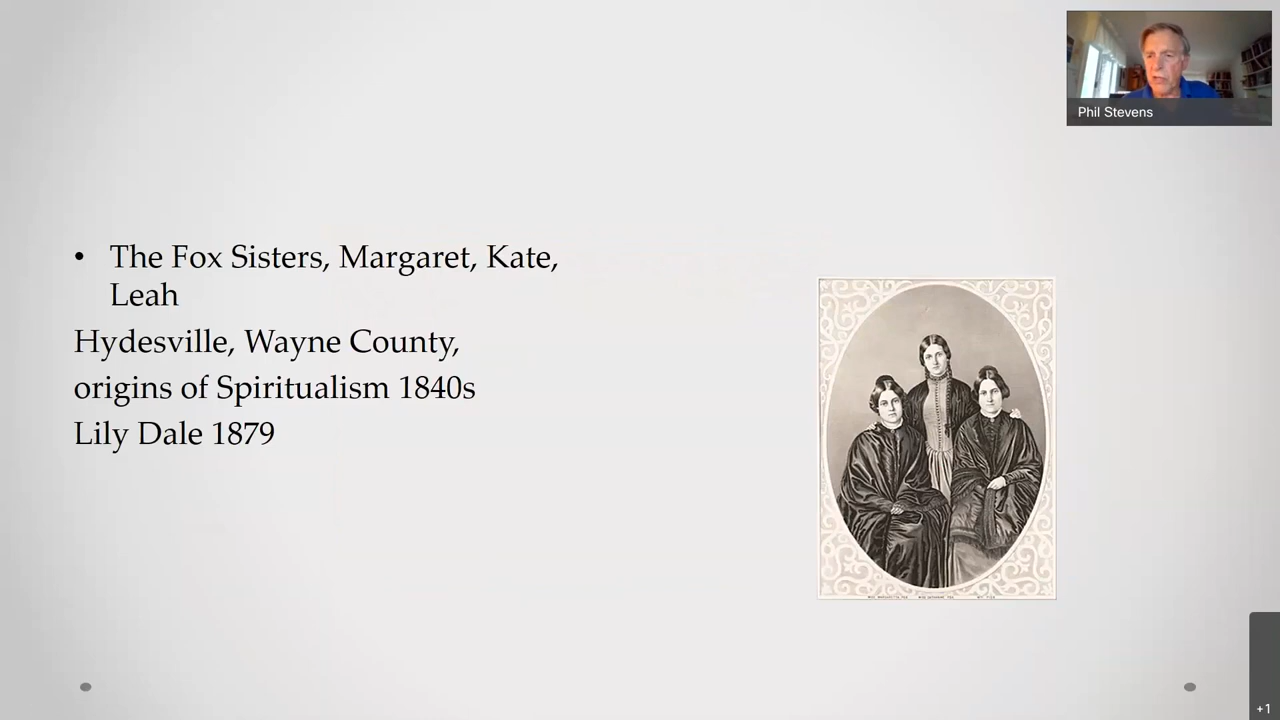 Phil Stevens
• The Fox Sisters, Margaret, Kate,
Leah
Hydesville, Wayne County,
origins of Spiritualism 1840s
Lily Dale 1879
+1